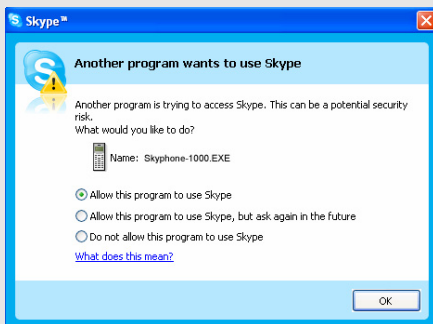 Skype™
Another program wants to use Skype
Another program is trying to access Skype. This can be a potential security
risk.
What would you like to do?
Name: Skyphone-1000.EXE
Allow this program to use Skype
Allow this program to use Skype, but ask again in the future
Do not allow this program to use Skype
What does this mean?
OK